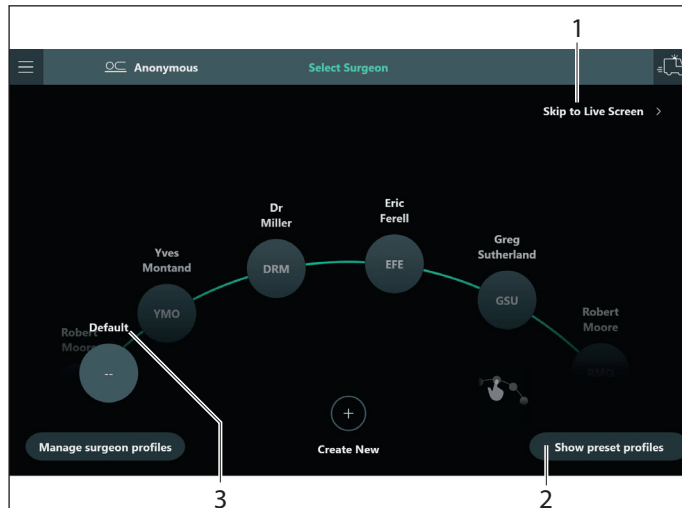 1
Anonymous
Select Surgeon
Skip to Live Screen
Dr
Miller
Eric
Ferell
Yves
Montand
Greg
Sutherland
DRM
EFE
YMO
GSU
Robert
Moore
Default
Robert
Moore
RMO
--
Manage surgeon profiles
Create New
Show preset profiles
3
2